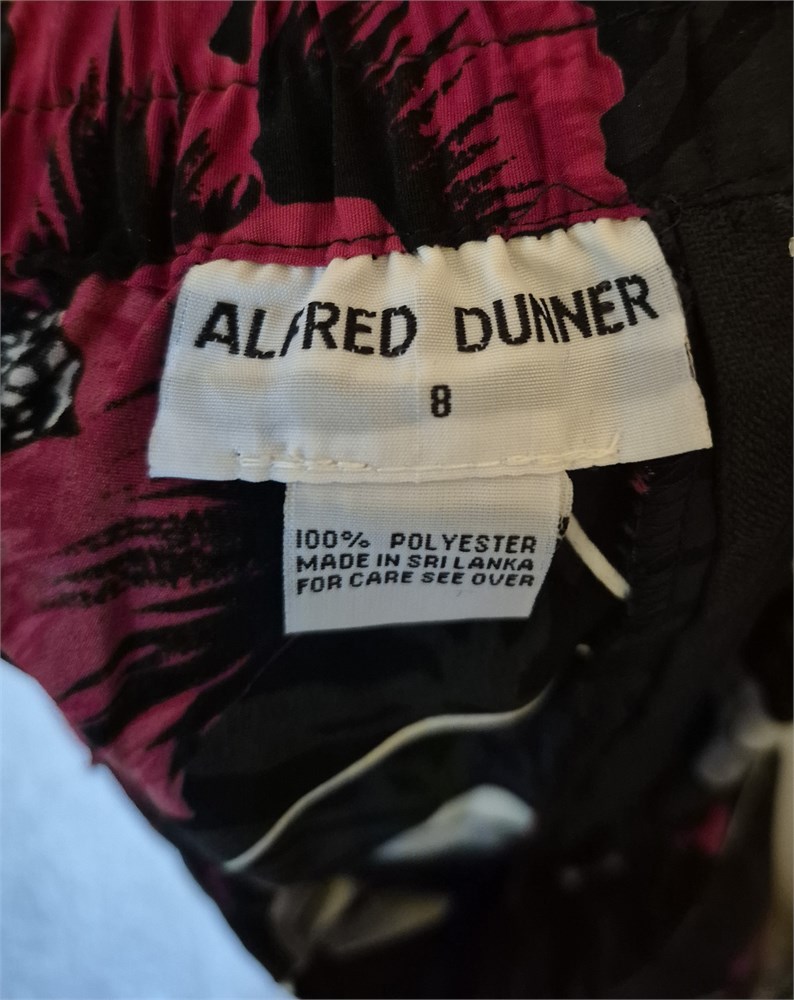 ALFRED DUNNER
8
100% POLYESTER
MADE IN SRI LANKA
FOR CARE SEE OVER